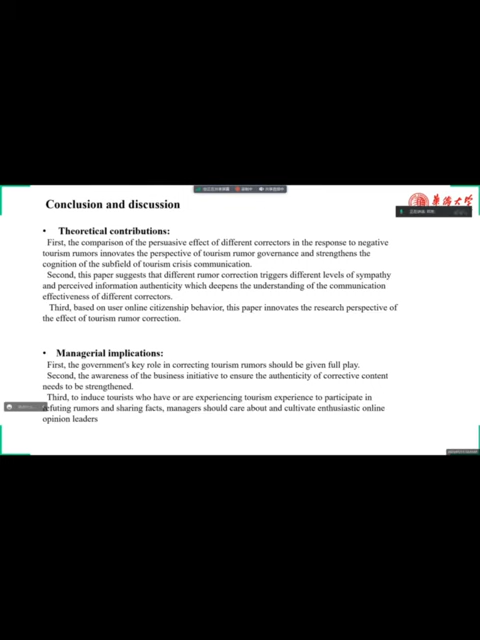 Conclusion and discussion
华侨大学
• Theoretical contributions:
First, the comparison of the persuasive effect of different correctors in the response to negative
tourism rumors innovates the perspective of tourism rumor governance and strengthens the
cognition of the subfield of tourism crisis communication.
Second, this paper suggests that different rumor correction triggers different levels of sympathy
and perceived information authenticity which deepens the understanding of the communication
effectiveness of different correctors.
Third, based on user online citizenship behavior, this paper innovates the research perspective of
the effect of tourism rumor correction.
• Managerial implications:
First, the government's key role in correcting tourism rumors should be given full play.
Second, the awareness of the business initiative to ensure the authenticity of corrective content
needs to be strengthened.
Third, to induce tourists who have or are experiencing tourism experience to participate in
refuting rumors and sharing facts, managers should care about and cultivate enthusiastic online
opinion leaders